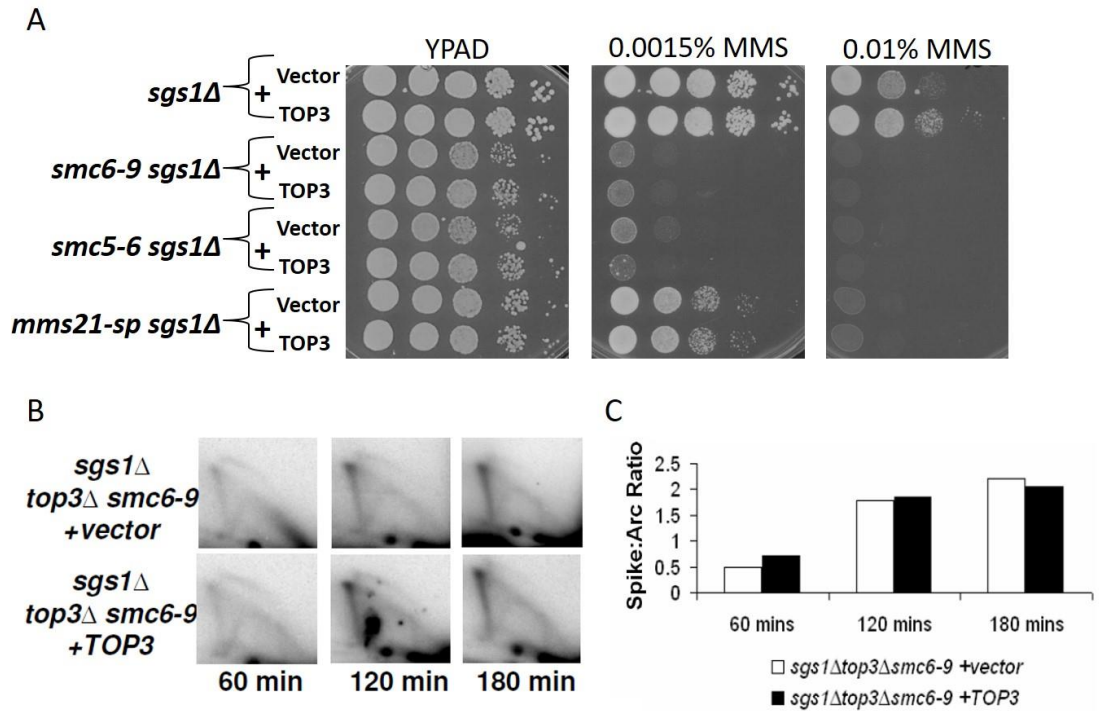 A
YPAD 0.0015% MMS 0.01% MMS
sgs1Δ + Vector
TOP3
smc6-9 sgs1Δ + Vector
TOP3
smc5-6 sgs1Δ + Vector
TOP3
mms21-sp sgs1Δ + Vector
TOP3
B
sgs1Δ
top3Δ smc6-9
+vector
sgs1Δ
top3Δ smc6-9
+TOP3
60 min 120 min 180 min
C
Spike:Arc Ratio
2.5
2
1.5
1
0.5
0
60 mins 120 mins 180 mins
sgs1Δtop3Δsmc6-9 +vector
sgs1Δtop3Δsmc6-9 +TOP3